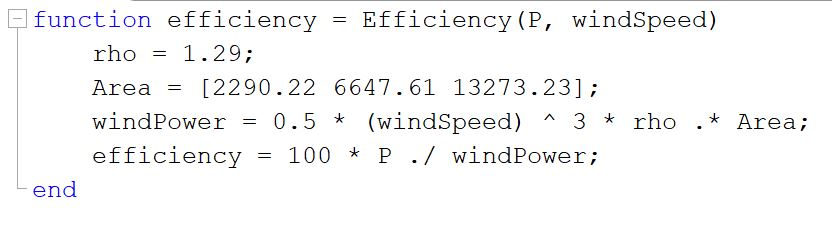 function efficiency = Efficiency(P, windSpeed)
rho = 1.29;
Area = [2290.22 6647.61 13273.23];
windPower = 0.5 * (windSpeed) ^ 3 * rho .* Area;
efficiency = 100 * P ./ windPower;
end